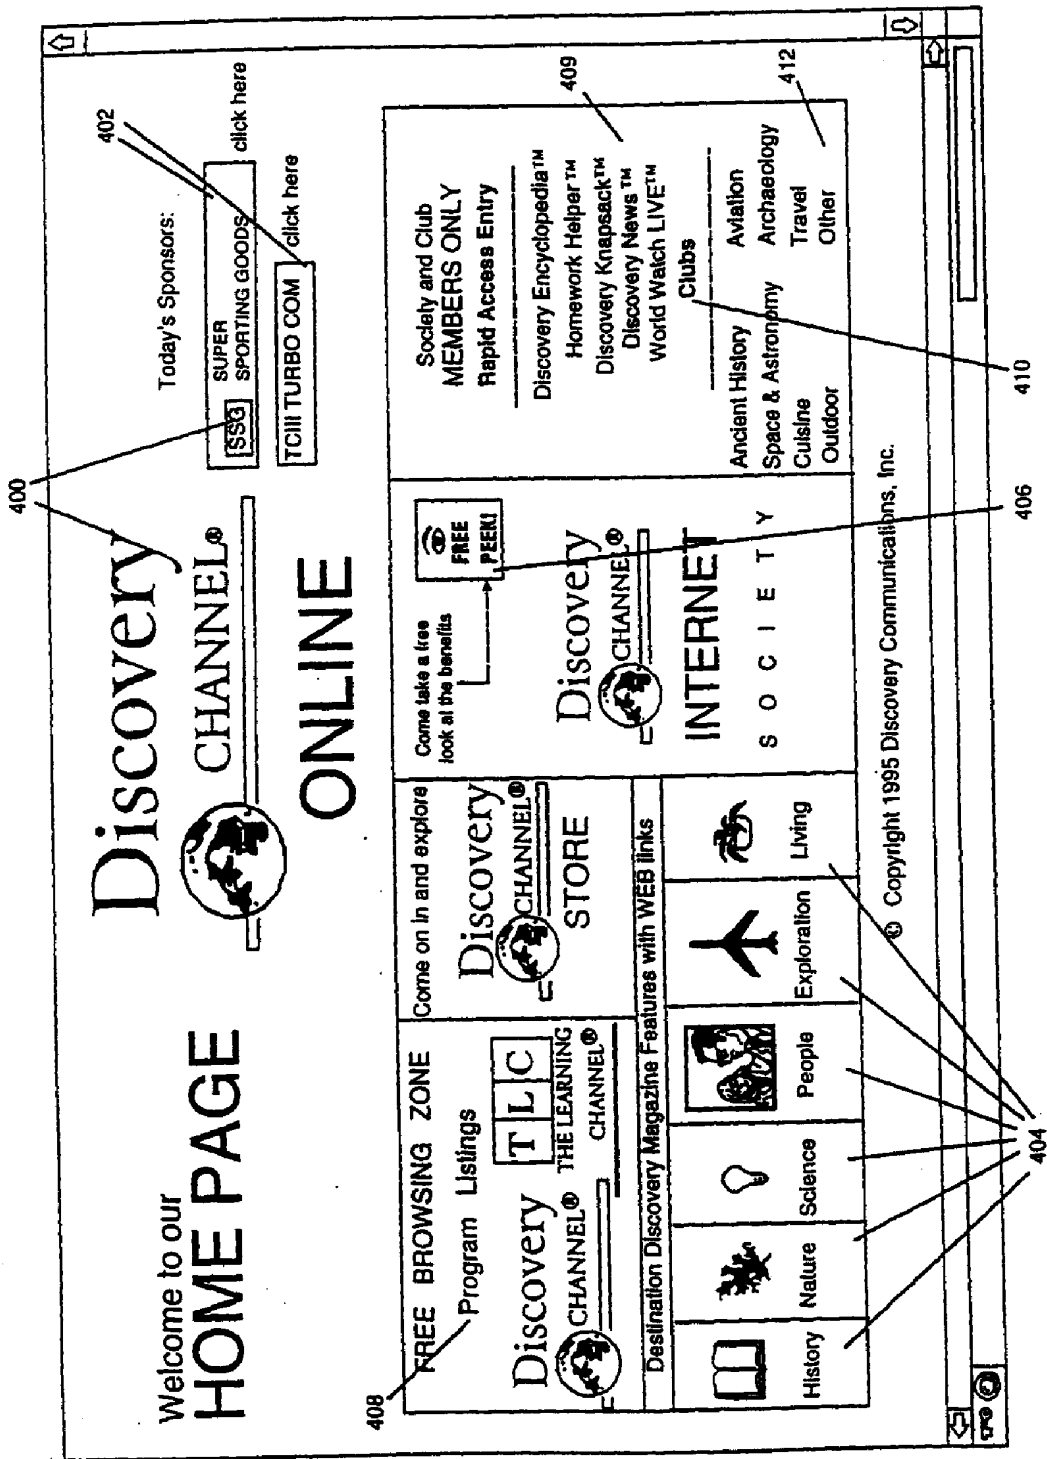 400
Welcome to our
HOME PAGE
Discovery
CHANNEL®
ONLINE
Today's Sponsors:
402
SSG
SUPER
SPORTING GOODS
click here
TCIII TURBO COM
click here
408
FREE BROWSING ZONE
Program Listings
Discovery
CHANNEL®
T L C
THE LEARNING
CHANNEL®
Come on in and explore
Discovery
CHANNEL®
STORE
Destination Discovery Magazine Features with WEB links
History
Nature
Science
People
Exploration
Living
404
Come take a free
look at the benefits
FREE
PEEK!
Discovery
CHANNEL®
INTERNET
SOCIETY
406
Society and Club
MEMBERS ONLY
Rapid Access Entry
Discovery Encyclopedia™
Homework Helper™
Discovery Knapsack™
Discovery News™
World Watch LIVE™
409
Clubs
Ancient History
Aviation
Space & Astronomy
Archaeology
Cuisine
Travel
Outdoor
Other
410
412
© Copyright 1995 Discovery Communications, Inc.